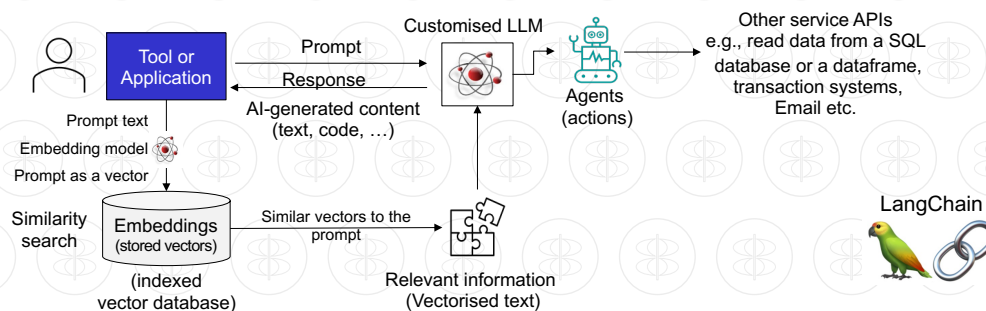 Customised LLM
Tool or
Application
Prompt
Response
AI-generated content
(text, code, …)
Agents
(actions)
Other service APIs
e.g., read data from a SQL
database or a dataframe,
transaction systems,
Email etc.
Prompt text
Embedding model
Prompt as a vector
Similarity
search
Embeddings
(stored vectors)
(indexed
vector database)
Similar vectors to the
prompt
Relevant information
(Vectorised text)
LangChain